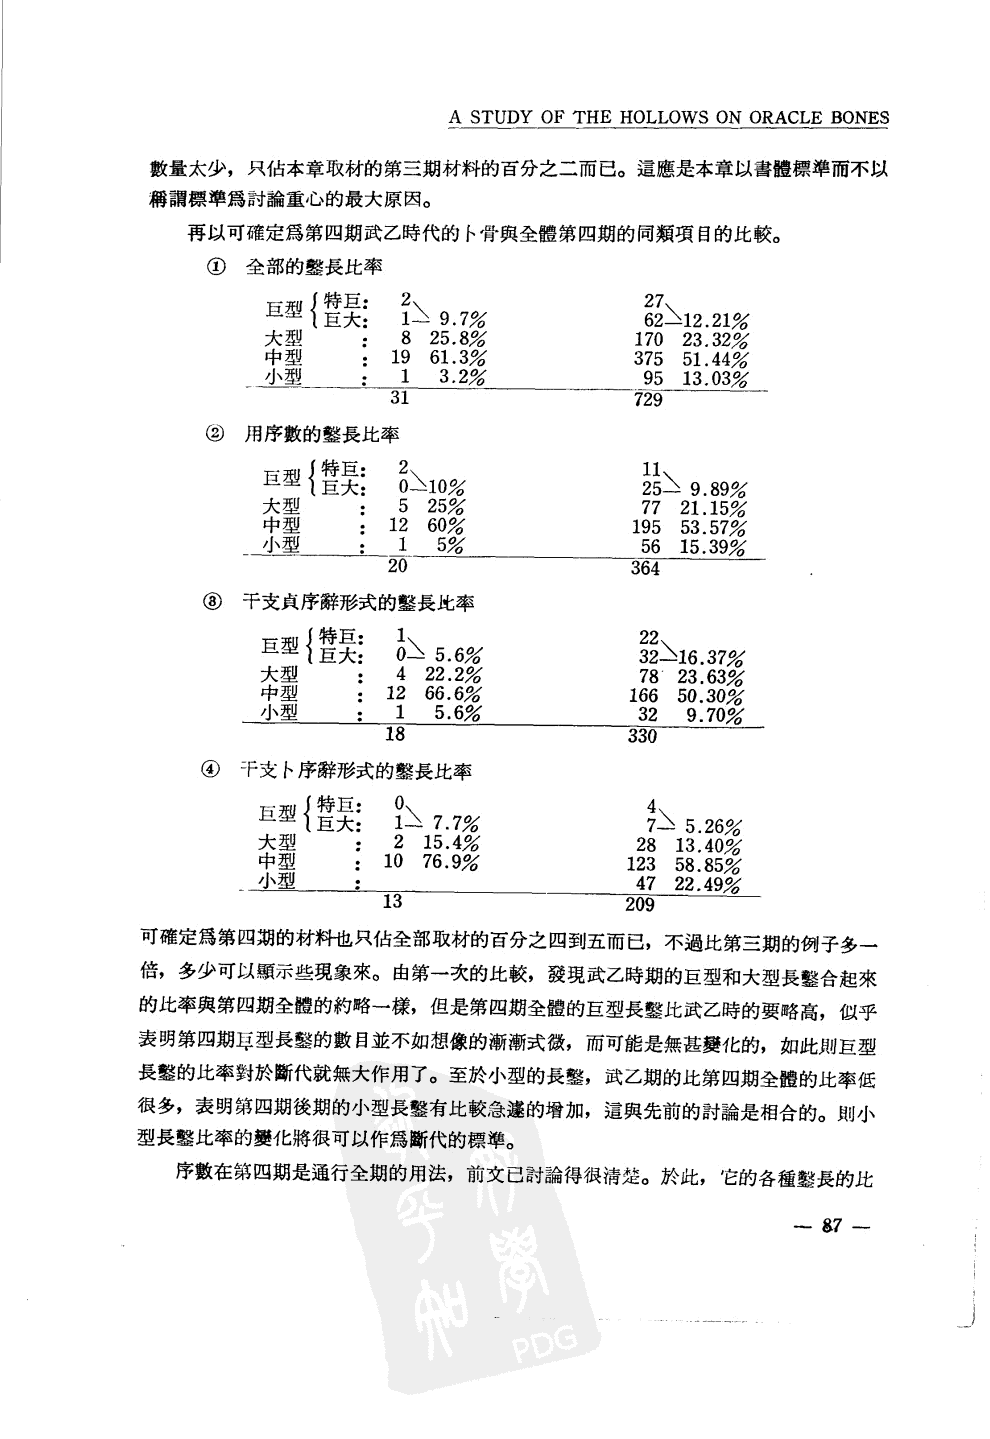 A STUDY OF THE HOLLOWS ON ORACLE BONES
數量太少，只佔本章取材的第三期材料的百分之二而已。這應是本章以書體標準而不以
稱謂標準爲討論重心的最大原因。
再以可確定爲第四期武乙時代的卜骨與全體第四期的同類項目的比較。
① 全部的鑿長比率
巨型{特巨： 2 27
巨大： 1 9.7% 62 12.21%
大型 ： 8 25.8% 170 23.32%
中型 ： 19 61.3% 375 51.44%
小型 ： 1 3.2% 95 13.03%
31 729
② 用序數的鑿長比率
巨型{特巨： 2 11
巨大： 0 10% 25 9.89%
大型 ： 5 25% 77 21.15%
中型 ： 12 60% 195 53.57%
小型 ： 1 5% 56 15.39%
20 364
③ 干支貞序辭形式的鑿長比率
巨型{特巨： 1 22
巨大： 0 5.6% 32 16.37%
大型 ： 4 22.2% 78 23.63%
中型 ： 12 66.6% 166 50.30%
小型 ： 1 5.6% 32 9.70%
18 330
④ 干支卜序辭形式的鑿長比率
巨型{特巨： 0 4
巨大： 1 7.7% 7 5.26%
大型 ： 2 15.4% 28 13.40%
中型 ： 10 76.9% 123 58.85%
小型 ： 47 22.49%
13 209
可確定爲第四期的材料也只佔全部取材的百分之四到五而已，不過比第三期的例子多一
倍，多少可以顯示些現象來。由第一次的比較，發現武乙時期的巨型和大型長鑿合起來
的比率與第四期全體的約略一樣，但是第四期全體的巨型長鑿比武乙時的要略高，似乎
表明第四期巨型長鑿的數目並不如想像的漸漸式微，而可能是無甚變化的，如此則巨型
長鑿的比率對於斷代就無大作用了。至於小型的長鑿，武乙期的比第四期全體的比率低
很多，表明第四期後期的小型長鑿有比較急遽的增加，這與先前的討論是相合的。則小
型長鑿比率的變化將很可以作爲斷代的標準。
序數在第四期是通行全期的用法，前文已討論得很清楚。於此，它的各種鑿長的比
— 87 —
PDG